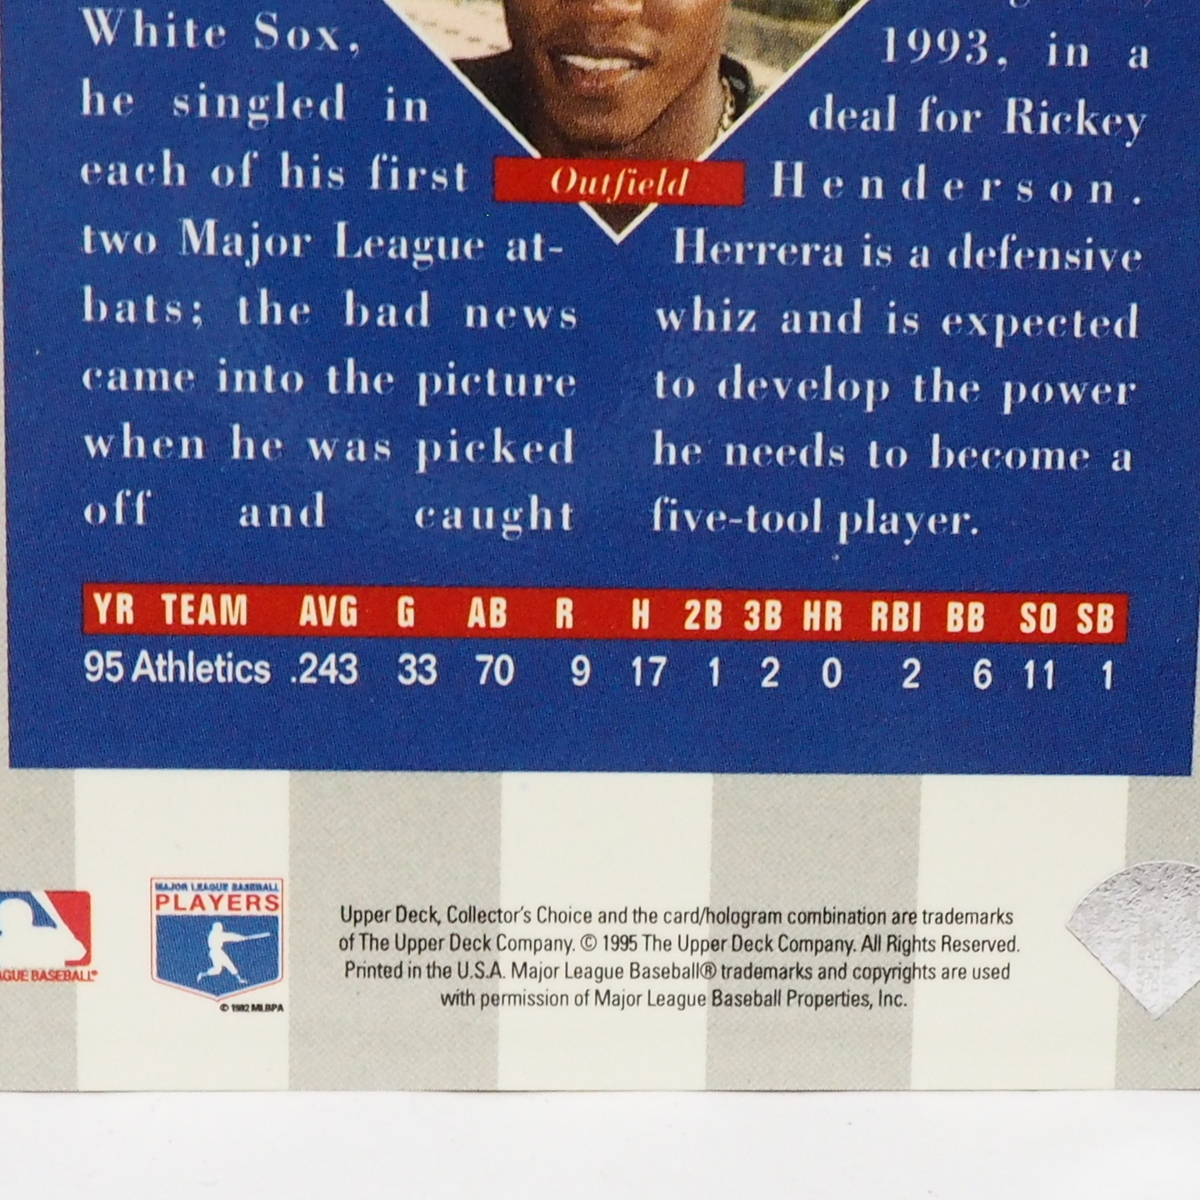 White Sox,
he singled in
each of his first
two Major League at-
bats; the bad news
came into the picture
when he was picked
off and caught
Outfield
1993, in a
deal for Rickey
Henderson.
Herrera is a defensive
whiz and is expected
to develop the power
he needs to become a
five-tool player.
YR TEAM AVG G AB R H 2B 3B HR RBI BB SO SB
95 Athletics .243 33 70 9 17 1 2 0 2 6 11 1
MAJOR LEAGUE BASEBALL
PLAYERS
© 1982 MLBPA
BASEBALL®
Upper Deck, Collector's Choice and the card/hologram combination are trademarks
of The Upper Deck Company. © 1995 The Upper Deck Company. All Rights Reserved.
Printed in the U.S.A. Major League Baseball® trademarks and copyrights are used
with permission of Major League Baseball Properties, Inc.